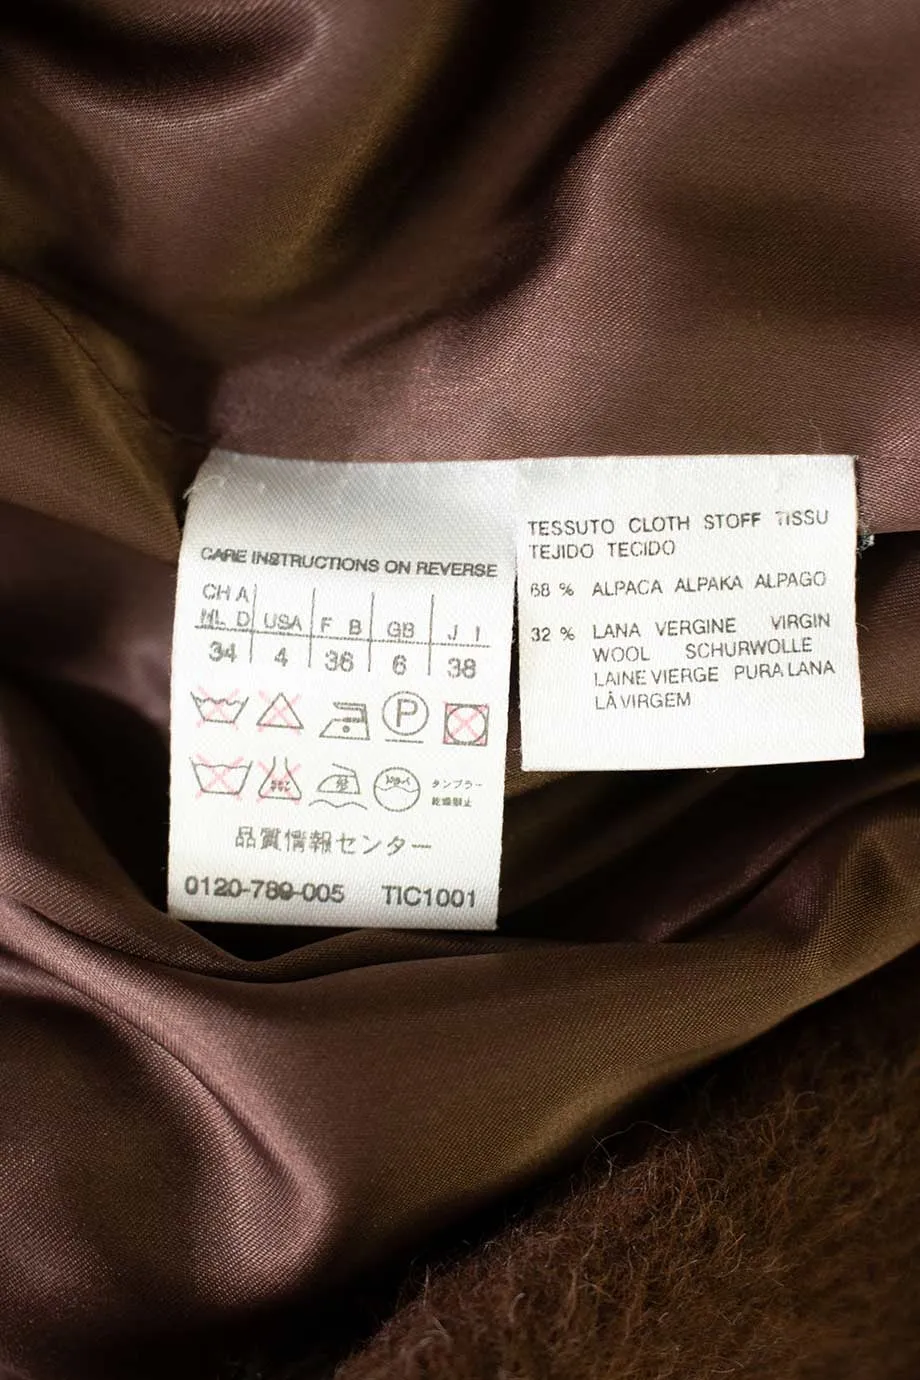 CARE INSTRUCTIONS ON REVERSE
CH A
NL D USA F B GB J I
34 4 36 6 38
P
タンブラー
乾燥禁止
品質情報センター
0120-789-005 TIC1001
TESSUTO CLOTH STOFF TISSU
TEJIDO TECIDO
68 % ALPACA ALPAKA ALPAGO
32 % LANA VERGINE VIRGIN
WOOL SCHURWOLLE
LAINE VIERGE PURA LANA
LÀ VIRGEM